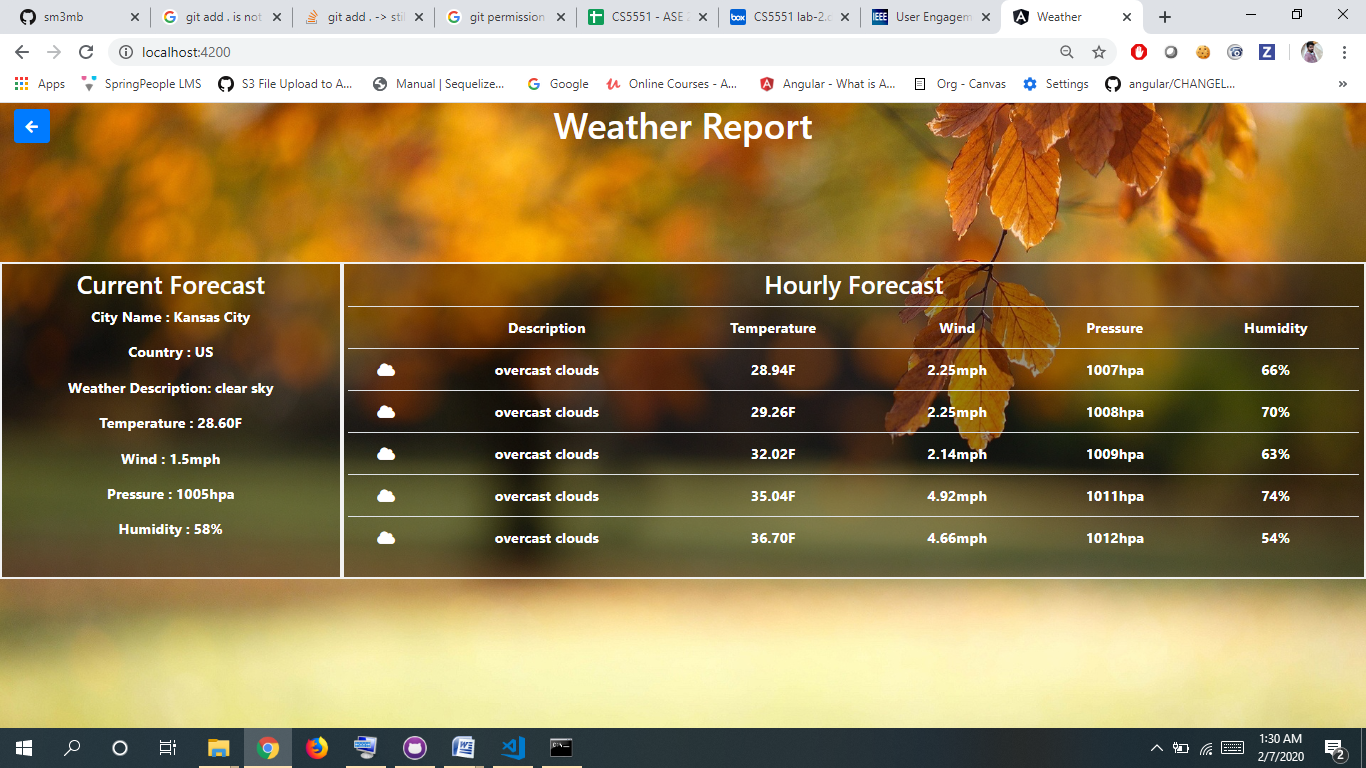 sm3mb
git add . is not
git add . -> stil
git permission
CS5551 - ASE 2
CS5551 lab-2.d
User Engagem
Weather
localhost:4200
Apps
SpringPeople LMS
S3 File Upload to A...
Manual | Sequelize...
Google
Online Courses - A...
Angular - What is A...
Org - Canvas
Settings
angular/CHANGEL...
»
Weather Report
Current Forecast
City Name : Kansas City
Country : US
Weather Description: clear sky
Temperature : 28.60F
Wind : 1.5mph
Pressure : 1005hpa
Humidity : 58%
Hourly Forecast
Description Temperature Wind Pressure Humidity
overcast clouds 28.94F 2.25mph 1007hpa 66%
overcast clouds 29.26F 2.25mph 1008hpa 70%
overcast clouds 32.02F 2.14mph 1009hpa 63%
overcast clouds 35.04F 4.92mph 1011hpa 74%
overcast clouds 36.70F 4.66mph 1012hpa 54%
1:30 AM
2/7/2020
2